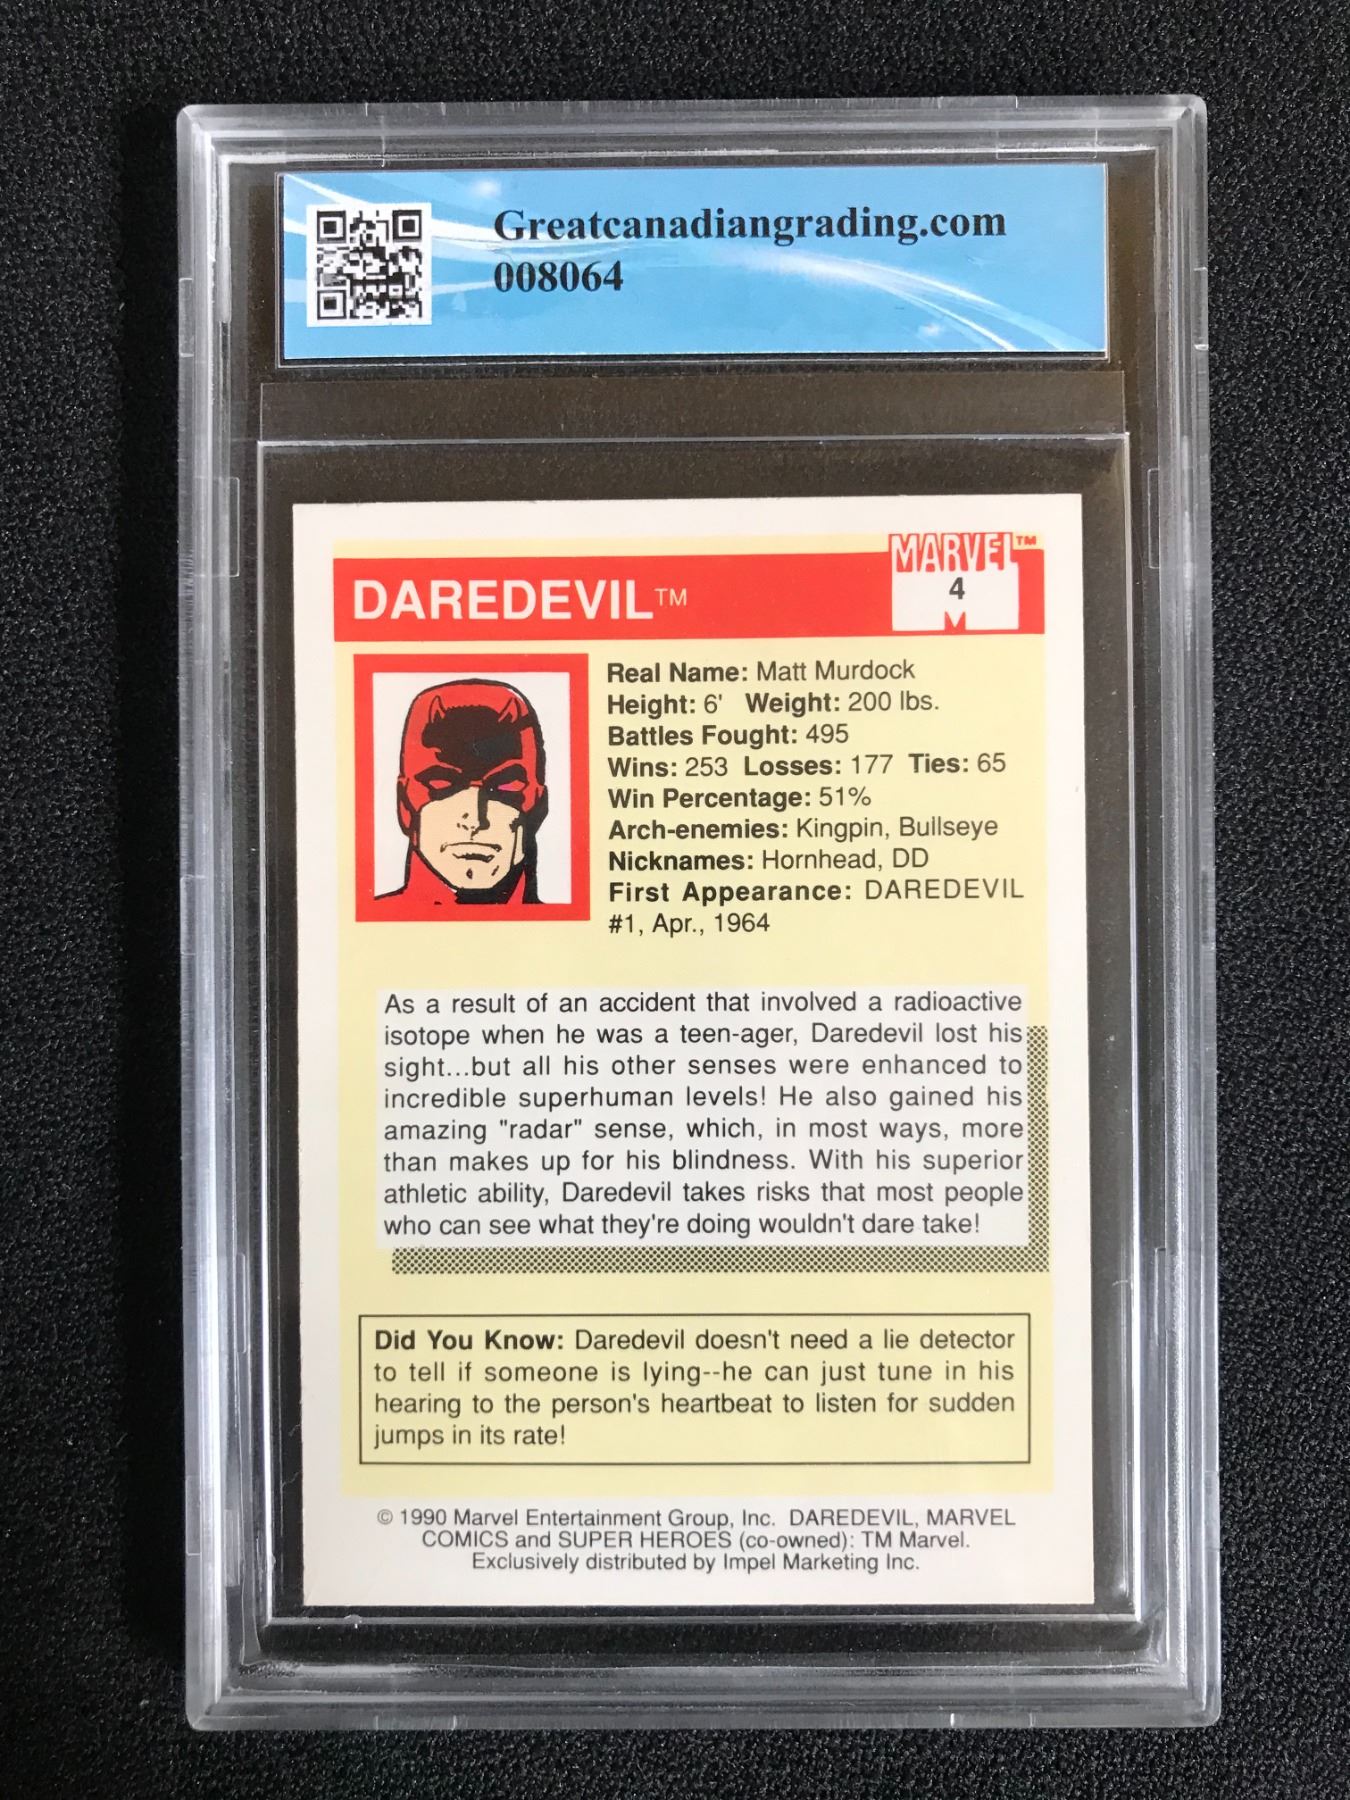 Greatcanadiangrading.com
008064
MARVEL™
DAREDEVIL™
4
Real Name: Matt Murdock
Height: 6' Weight: 200 lbs.
Battles Fought: 495
Wins: 253 Losses: 177 Ties: 65
Win Percentage: 51%
Arch-enemies: Kingpin, Bullseye
Nicknames: Hornhead, DD
First Appearance: DAREDEVIL
#1, Apr., 1964
As a result of an accident that involved a radioactive
isotope when he was a teen-ager, Daredevil lost his
sight...but all his other senses were enhanced to
incredible superhuman levels! He also gained his
amazing "radar" sense, which, in most ways, more
than makes up for his blindness. With his superior
athletic ability, Daredevil takes risks that most people
who can see what they're doing wouldn't dare take!
Did You Know: Daredevil doesn't need a lie detector
to tell if someone is lying--he can just tune in his
hearing to the person's heartbeat to listen for sudden
jumps in its rate!
© 1990 Marvel Entertainment Group, Inc. DAREDEVIL, MARVEL
COMICS and SUPER HEROES (co-owned): TM Marvel.
Exclusively distributed by Impel Marketing Inc.